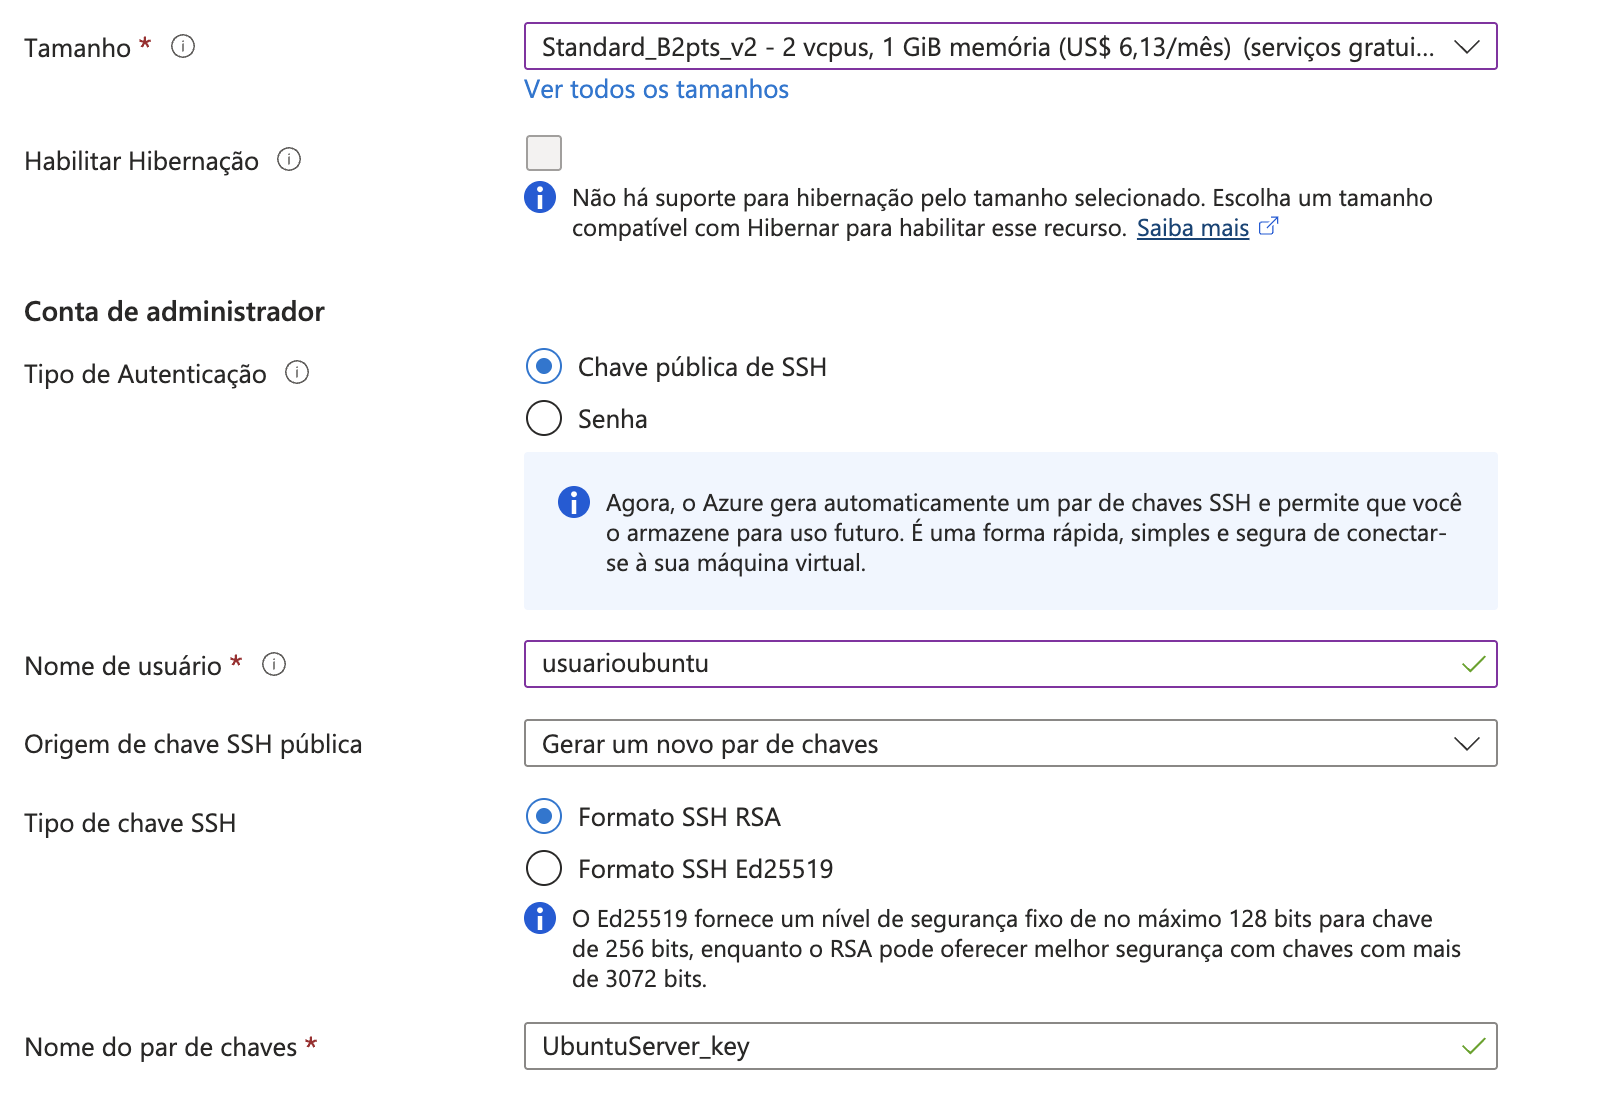 Tamanho *
Standard_B2pts_v2 - 2 vcpus, 1 GiB memória (US$ 6,13/mês) (serviços gratui...
Ver todos os tamanhos
Habilitar Hibernação
Não há suporte para hibernação pelo tamanho selecionado. Escolha um tamanho
compatível com Hibernar para habilitar esse recurso. Saiba mais
Conta de administrador
Tipo de Autenticação
Chave pública de SSH
Senha
Agora, o Azure gera automaticamente um par de chaves SSH e permite que você
o armazene para uso futuro. É uma forma rápida, simples e segura de conectar-
se à sua máquina virtual.
Nome de usuário *
usuarioubuntu
Origem de chave SSH pública
Gerar um novo par de chaves
Tipo de chave SSH
Formato SSH RSA
Formato SSH Ed25519
O Ed25519 fornece um nível de segurança fixo de no máximo 128 bits para chave
de 256 bits, enquanto o RSA pode oferecer melhor segurança com chaves com mais
de 3072 bits.
Nome do par de chaves *
UbuntuServer_key